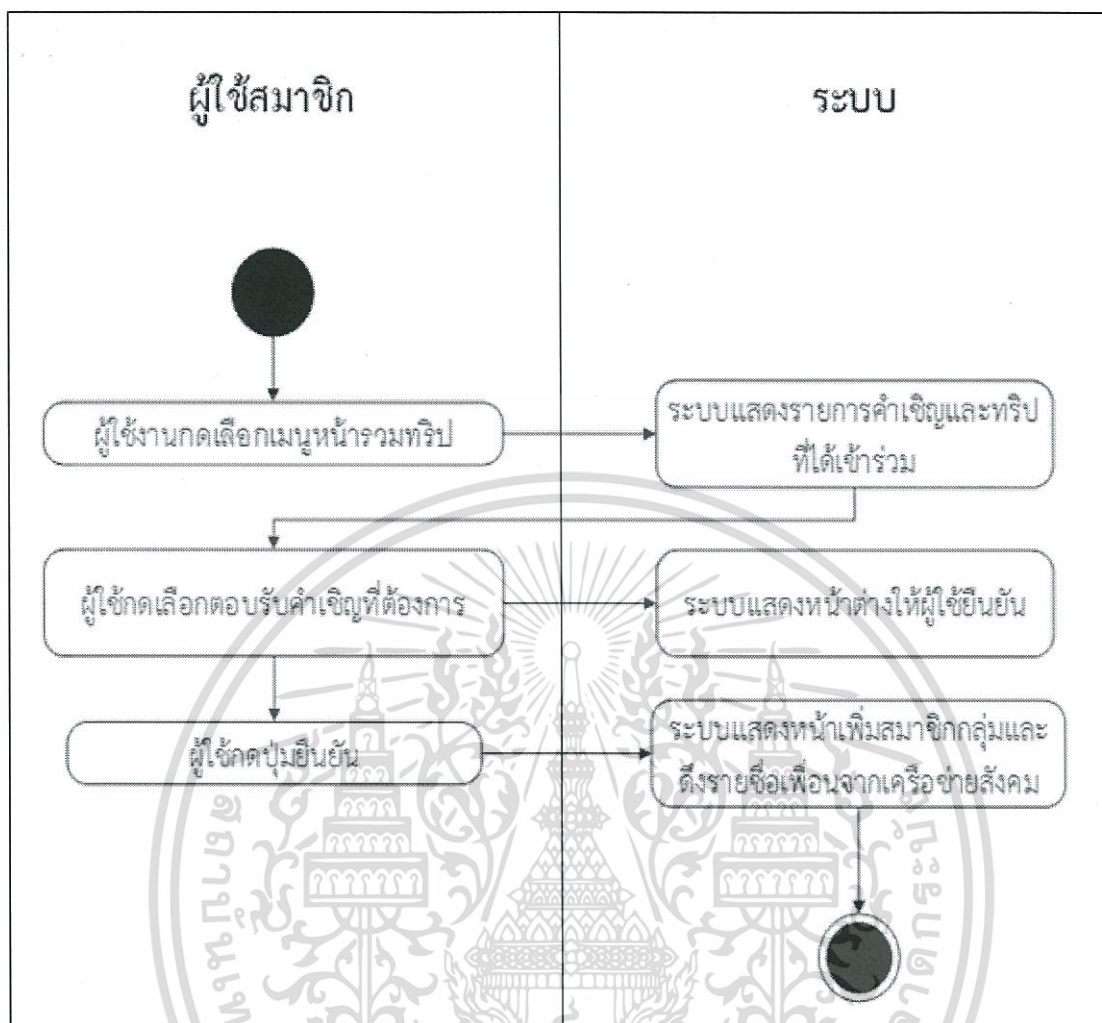 ผู้ใช้สมาชิก
ระบบ
ผู้ใช้งานกดเลือกเมนูหน้ารวมทริป
ระบบแสดงรายการคำเชิญและทริป
ที่ได้เข้าร่วม
ผู้ใช้กดเลือกตอบรับคำเชิญที่ต้องการ
ระบบแสดงหน้าต่างให้ผู้ใช้ยืนยัน
ผู้ใช้กดปุ่มยืนยัน
ระบบแสดงหน้าเพิ่มสมาชิกกลุ่มและ
ดึงรายชื่อเพื่อนจากเครือข่ายสังคม